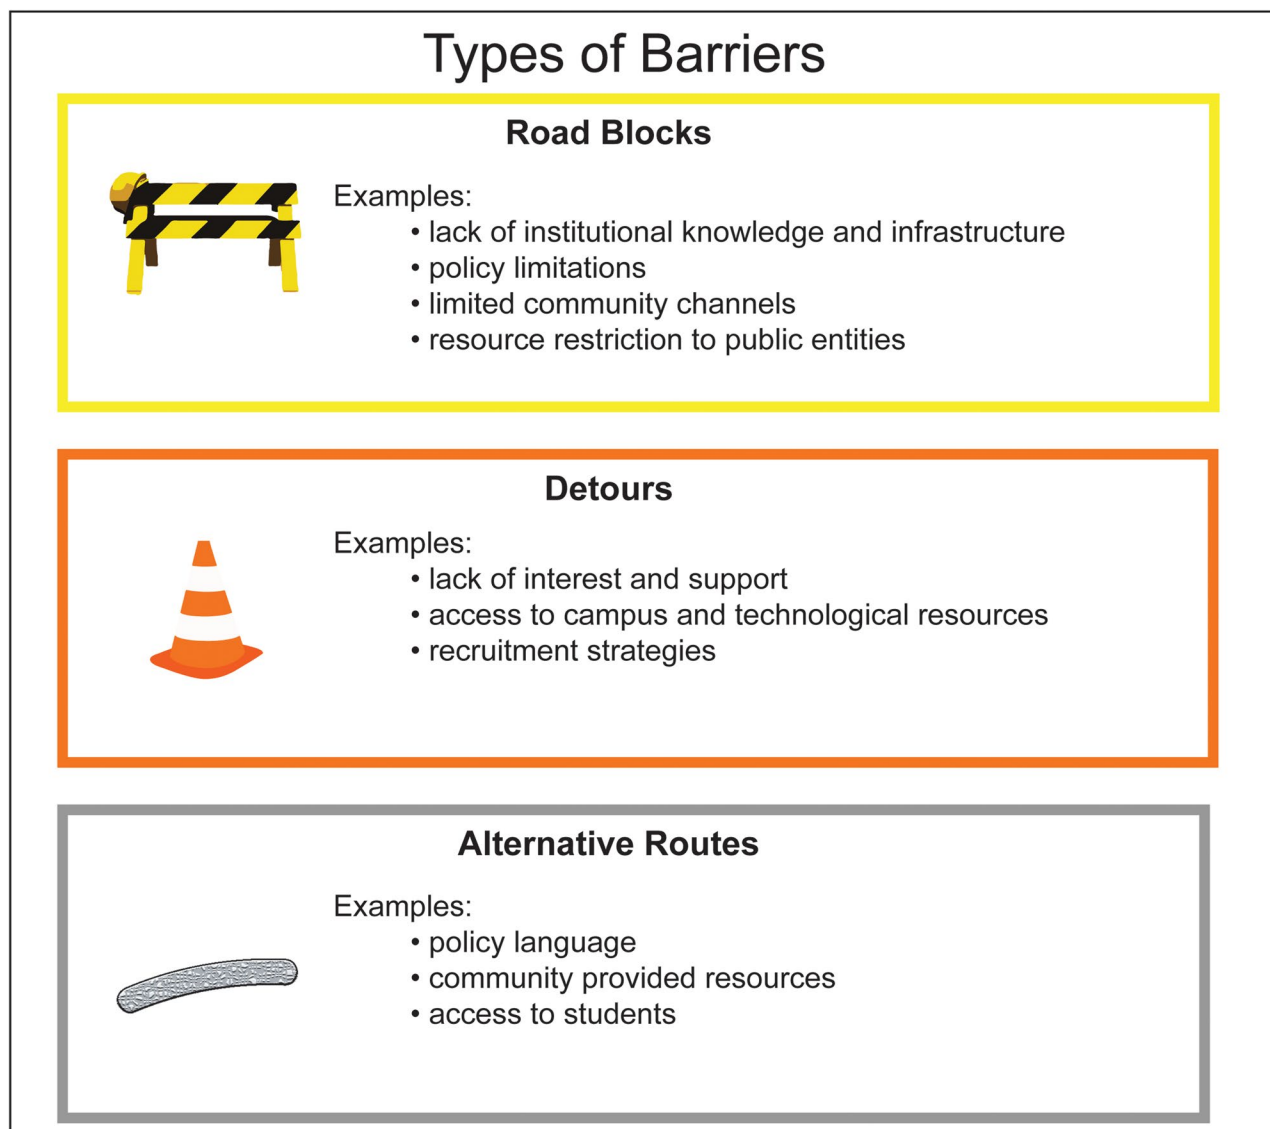 Types of Barriers
Road Blocks
Examples:
• lack of institutional knowledge and infrastructure
• policy limitations
• limited community channels
• resource restriction to public entities
Detours
Examples:
• lack of interest and support
• access to campus and technological resources
• recruitment strategies
Alternative Routes
Examples:
• policy language
• community provided resources
• access to students